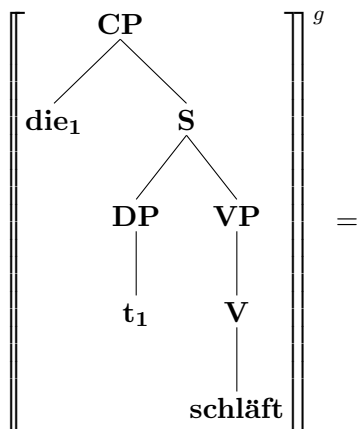 CP
g
die₁
S
DP
VP
=
t₁
V
schläft